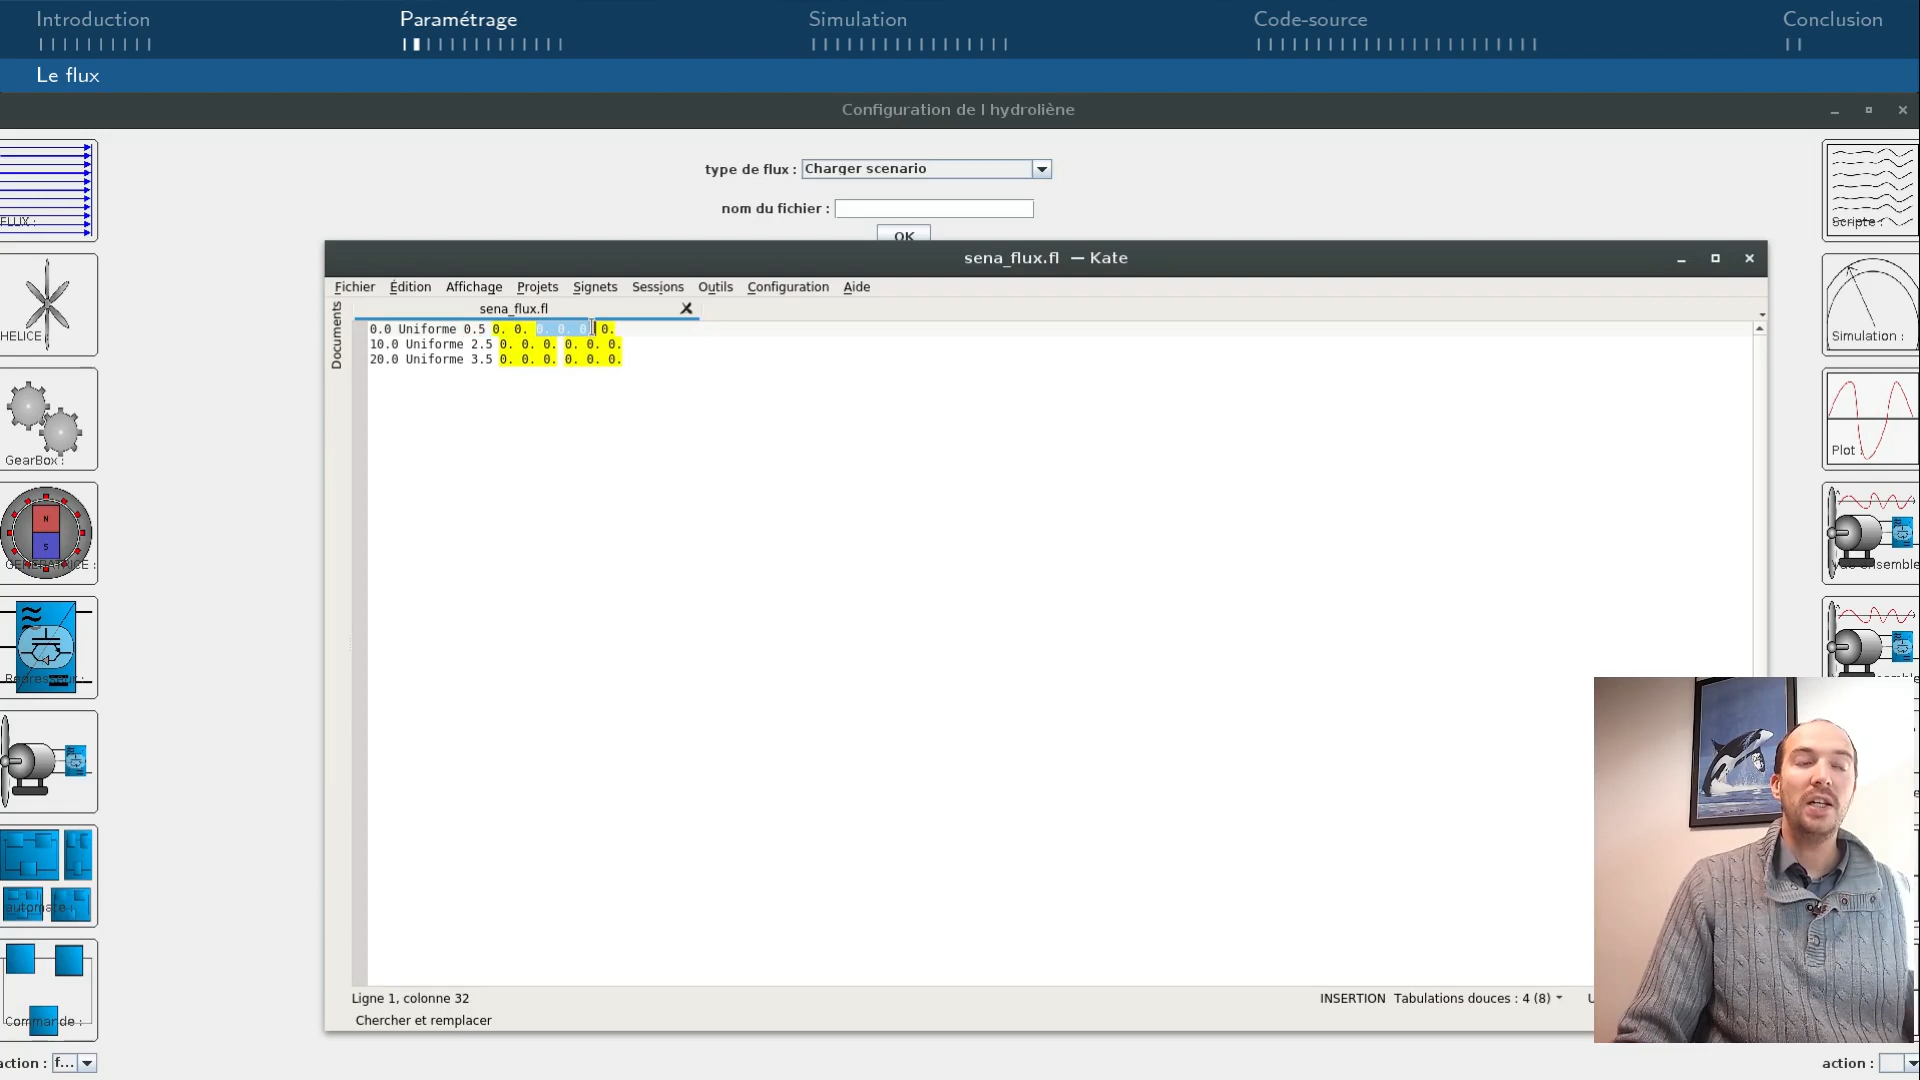 Introduction
Paramétrage
Simulation
Code-source
Conclusion
Le flux
Configuration de l hydroliène
type de flux : Charger scenario
nom du fichier :
OK
FLUX :
HELICE
GearBox :
GENERATRICE :
Redresseur :
automate :
Commande :
action : f...
sena_flux.fl — Kate
Fichier Édition Affichage Projets Signets Sessions Outils Configuration Aide
sena_flux.fl
Documents
0.0 Uniforme 0.5 0. 0. 0. 0. 0. 0.
10.0 Uniforme 2.5 0. 0. 0. 0. 0. 0.
20.0 Uniforme 3.5 0. 0. 0. 0. 0. 0.
Ligne 1, colonne 32
INSERTION Tabulations douces : 4 (8)
Chercher et remplacer
Scripte :
Simulation :
Plot :
N
S
action :